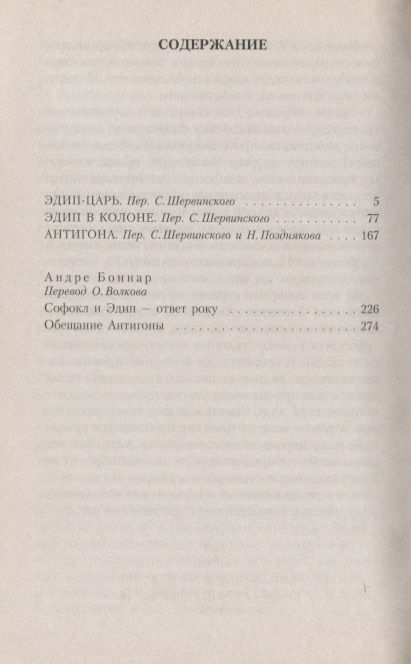 СОДЕРЖАНИЕ
ЭДИП-ЦАРЬ. Пер. С. Шервинского . . . . . . . . . . . . . . . . 5
ЭДИП В КОЛОНЕ. Пер. С. Шервинского . . . . . . . . . . . 77
АНТИГОНА. Пер. С. Шервинского и Н. Позднякова . . . . 167
Андре Боннар
Перевод О. Волкова
Софокл и Эдип — ответ року . . . . . . . . . . . . . . . . 226
Обещание Антигоны . . . . . . . . . . . . . . . . . . . . . . . 274